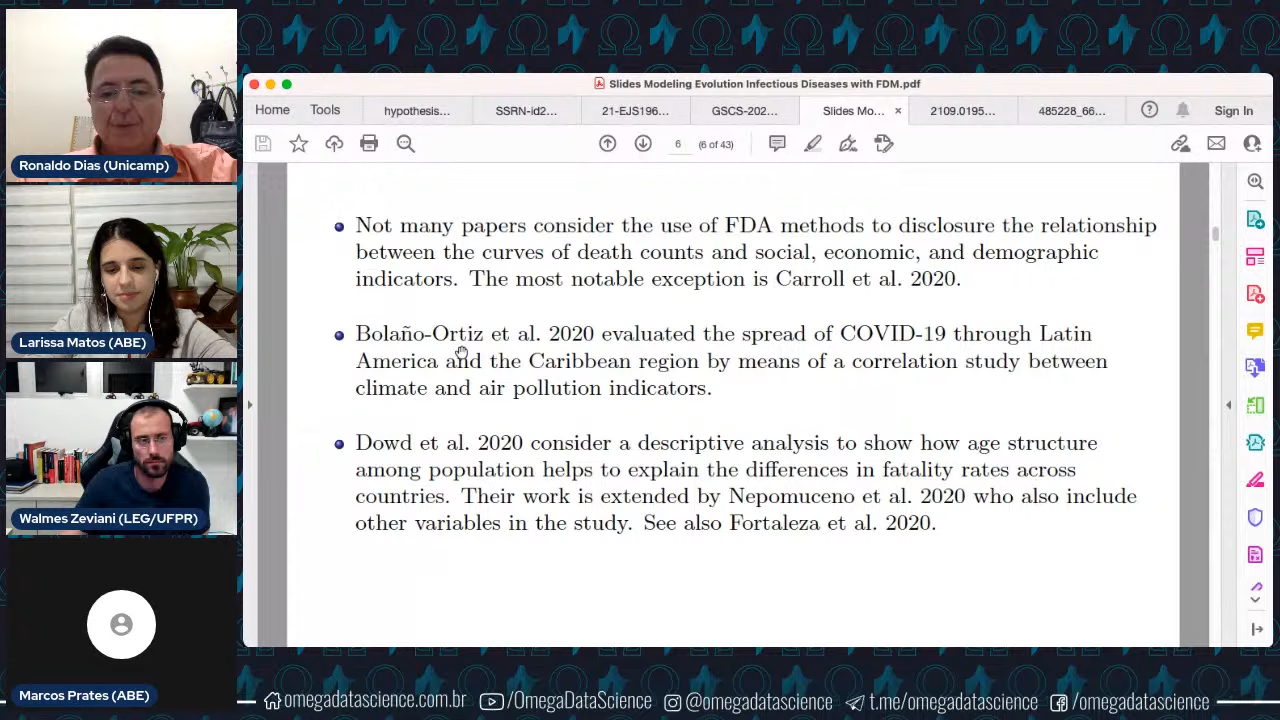 Slides Modeling Evolution Infectious Diseases with FDM.pdf
Home Tools hypothesis... SSRN-id2... 21-EJS196... GSCS-202... Slides Mo... × 2109.0195... 485228_66... Sign In
6 (6 of 43)
Ronaldo Dias (Unicamp)
Larissa Matos (ABE)
Walmes Zeviani (LEG/UFPR)
Marcos Prates (ABE)
Not many papers consider the use of FDA methods to disclosure the relationship
between the curves of death counts and social, economic, and demographic
indicators. The most notable exception is Carroll et al. 2020.
Bolaño-Ortiz et al. 2020 evaluated the spread of COVID-19 through Latin
America and the Caribbean region by means of a correlation study between
climate and air pollution indicators.
Dowd et al. 2020 consider a descriptive analysis to show how age structure
among population helps to explain the differences in fatality rates across
countries. Their work is extended by Nepomuceno et al. 2020 who also include
other variables in the study. See also Fortaleza et al. 2020.
omegadatascience.com.br /OmegaDataScience @omegadatascience t.me/omegadatascience /omegadatascience